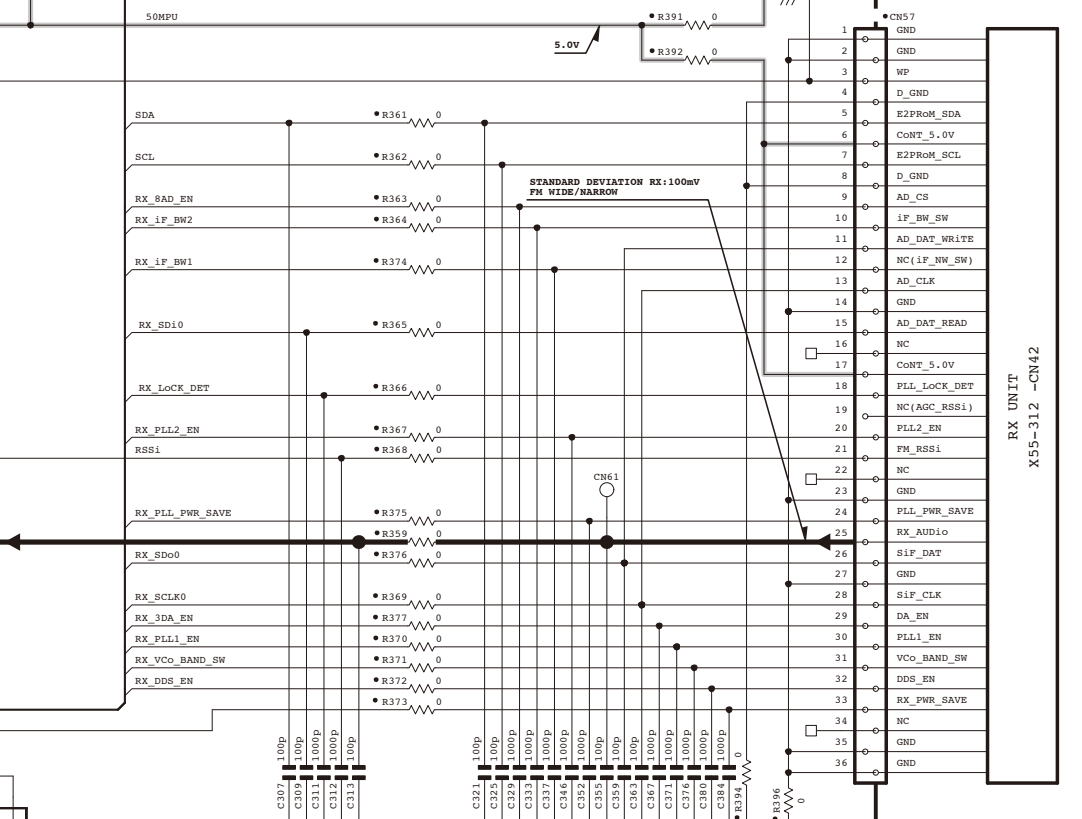 50MPU
R391 0
CN57
5.0V
R392 0
1 GND
2 GND
3 WP
4 D_GND
SDA R361 0 5 E2PRoM_SDA
6 CoNT_5.0V
SCL R362 0 7 E2PRoM_SCL
STANDARD DEVIATION RX:100mV
FM WIDE/NARROW
8 D_GND
RX_8AD_EN R363 0 9 AD_CS
RX_iF_BW2 R364 0 10 iF_BW_SW
11 AD_DAT_WRiTE
RX_iF_BW1 R374 0 12 NC(iF_NW_SW)
13 AD_CLK
14 GND
RX_SDi0 R365 0 15 AD_DAT_READ
16 NC
17 CoNT_5.0V
RX_LoCK_DET R366 0 18 PLL_LoCK_DET
19 NC(AGC_RSSi)
RX_PLL2_EN R367 0 20 PLL2_EN
RSSi R368 0 21 FM_RSSi
CN61
22 NC
23 GND
RX_PLL_PWR_SAVE R375 0 24 PLL_PWR_SAVE
R359 0 25 RX_AUDio
RX_SDo0 R376 0 26 SiF_DAT
27 GND
RX_SCLK0 R369 0 28 SiF_CLK
RX_3DA_EN R377 0 29 DA_EN
RX_PLL1_EN R370 0 30 PLL1_EN
RX_VCo_BAND_SW R371 0 31 VCo_BAND_SW
RX_DDS_EN R372 0 32 DDS_EN
R373 0 33 RX_PWR_SAVE
34 NC
35 GND
36 GND
RX UNIT
X55-312 -CN42
C307 100p
C309 100p
C311 1000p
C312 1000p
C313 100p
C321 100p
C325 100p
C329 1000p
C333 1000p
C337 1000p
C346 1000p
C352 1000p
C355 100p
C359 100p
C363 100p
C367 1000p
C371 1000p
C376 1000p
C380 1000p
C384 1000p
R394 0
R396 0